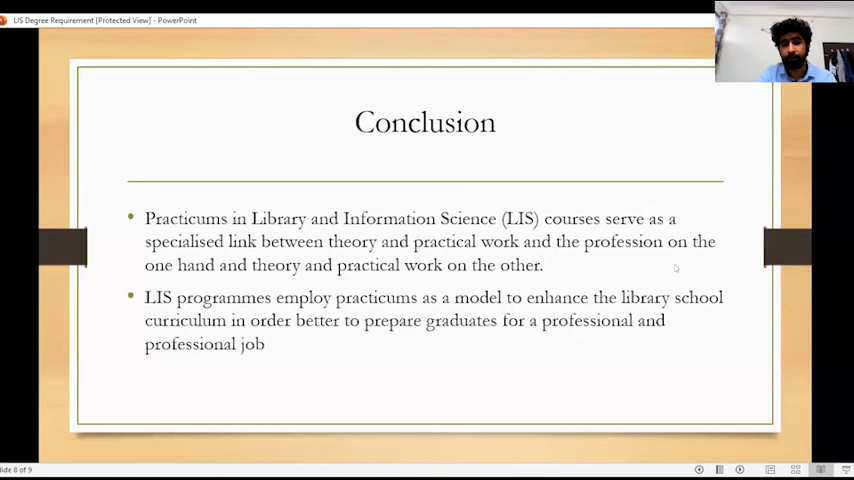 LIS Degree Requirement [Protected View] - PowerPoint
Conclusion
• Practicums in Library and Information Science (LIS) courses serve as a
specialised link between theory and practical work and the profession on the
one hand and theory and practical work on the other.
• LIS programmes employ practicums as a model to enhance the library school
curriculum in order better to prepare graduates for a professional and
professional job
lide 8 of 9